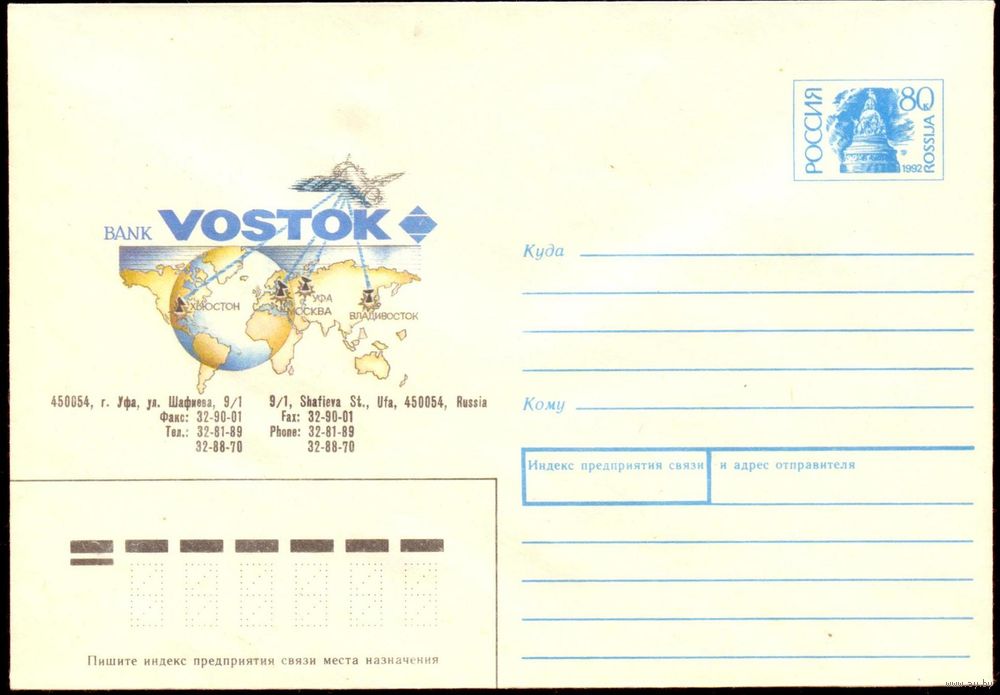 РОССИЯ
80 к
ROSSIJA
1992
BANK VOSTOK
ХЬЮСТОН
МОСКВА
УФА
ВЛАДИВОСТОК
450054, г. Уфа, ул. Шафиева, 9/1
Факс: 32-90-01
Тел.: 32-81-89
32-88-70
9/1, Shafieva St., Ufa, 450054, Russia
Fax: 32-90-01
Phone: 32-81-89
32-88-70
Куда
Кому
Индекс предприятия связи и адрес отправителя
Пишите индекс предприятия связи места назначения
www.ay.by